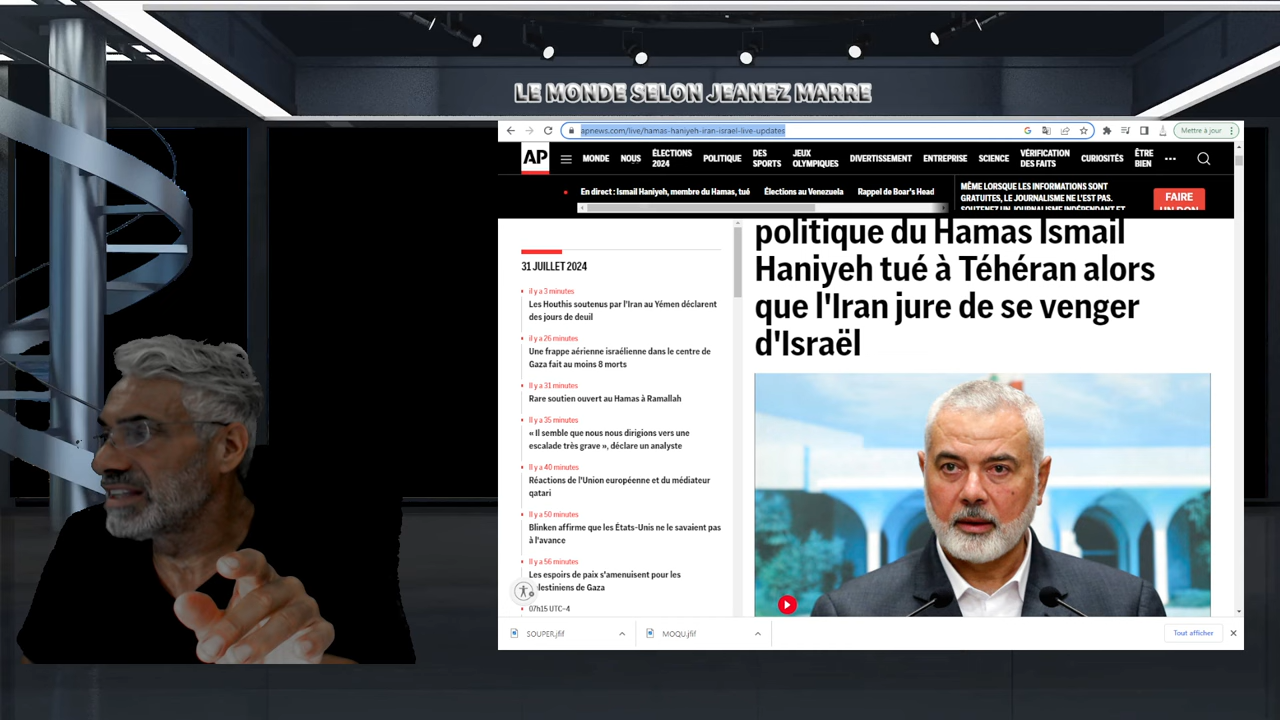 LE MONDE SELON JEANEZ MARRE
apnews.com/live/hamas-haniyeh-iran-israel-live-updates
Mettre à jour
AP
MONDE
NOUS
ÉLECTIONS
2024
POLITIQUE
DES
SPORTS
JEUX
OLYMPIQUES
DIVERTISSEMENT
ENTREPRISE
SCIENCE
VÉRIFICATION
DES FAITS
CURIOSITÉS
ÊTRE
BIEN
En direct : Ismail Haniyeh, membre du Hamas, tué
Élections au Venezuela
Rappel de Boar's Head
MÊME LORSQUE LES INFORMATIONS SONT
GRATUITES, LE JOURNALISME NE L'EST PAS.
SOUTENEZ UN JOURNALISME INDÉPENDANT ET
FAIRE
UN DON
31 JUILLET 2024
il y a 3 minutes
Les Houthis soutenus par l'Iran au Yémen déclarent
des jours de deuil
il y a 26 minutes
Une frappe aérienne israélienne dans le centre de
Gaza fait au moins 8 morts
Il y a 31 minutes
Rare soutien ouvert au Hamas à Ramallah
Il y a 35 minutes
« Il semble que nous nous dirigions vers une
escalade très grave », déclare un analyste
Il y a 40 minutes
Réactions de l'Union européenne et du médiateur
qatari
Il y a 50 minutes
Blinken affirme que les États-Unis ne le savaient pas
à l'avance
Il y a 56 minutes
Les espoirs de paix s'amenuisent pour les
Palestiniens de Gaza
07h15 UTC-4
politique du Hamas Ismail
Haniyeh tué à Téhéran alors
que l'Iran jure de se venger
d'Israël
SOUPER.jfif
MOQU.jfif
Tout afficher